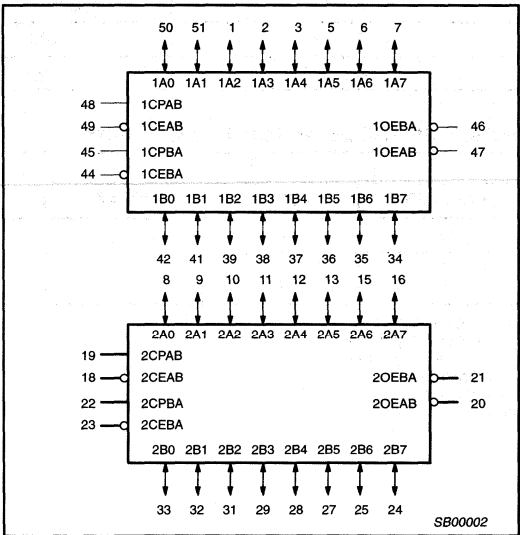 50 51 1 2 3 5 6 7
1A0 1A1 1A2 1A3 1A4 1A5 1A6 1A7
48 1CPAB
49 1CEAB 1OEBA 46
45 1CPBA 1OEAB 47
44 1CEBA
1B0 1B1 1B2 1B3 1B4 1B5 1B6 1B7
42 41 39 38 37 36 35 34
8 9 10 11 12 13 15 16
2A0 2A1 2A2 2A3 2A4 2A5 2A6 2A7
19 2CPAB
18 2CEAB 2OEBA 21
22 2CPBA 2OEAB 20
23 2CEBA
2B0 2B1 2B2 2B3 2B4 2B5 2B6 2B7
33 32 31 29 28 27 25 24
SB00002